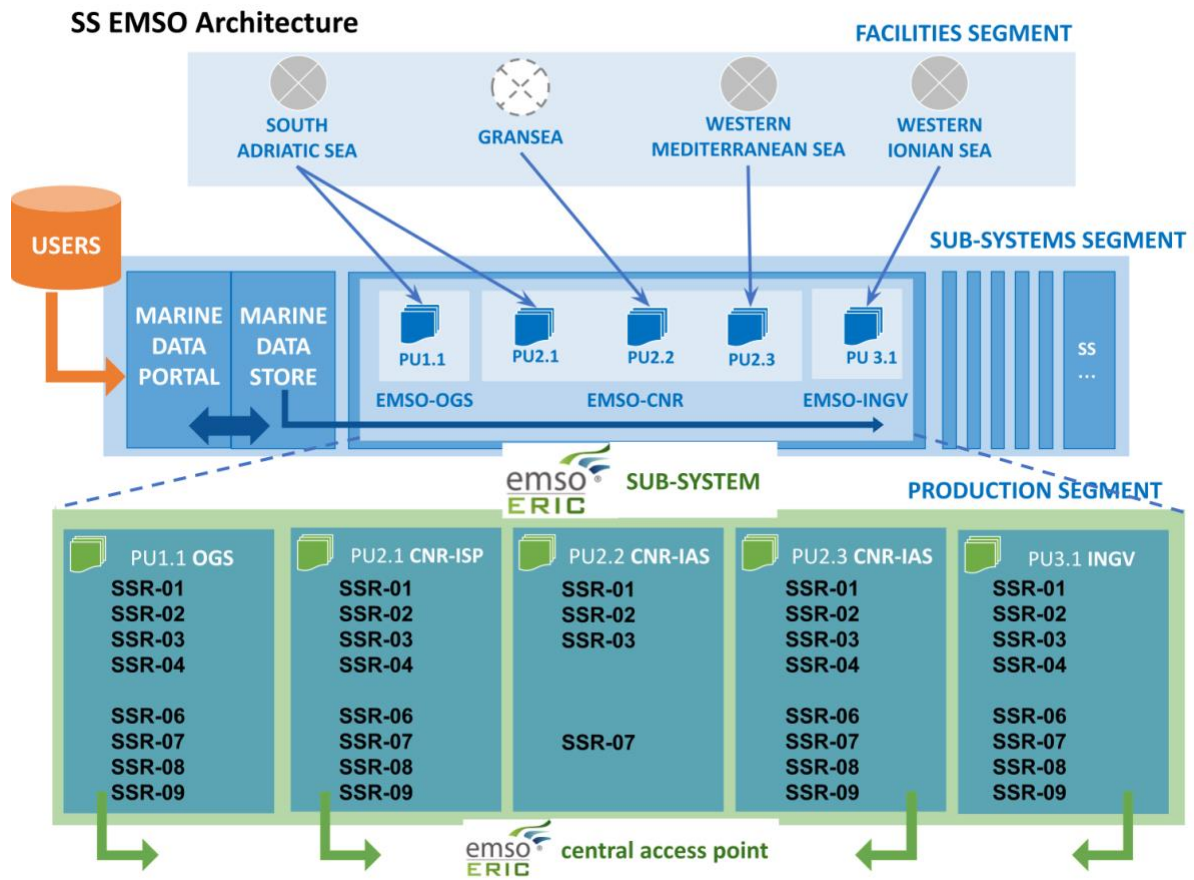 SS EMSO Architecture
FACILITIES SEGMENT
SOUTH
ADRIATIC SEA
GRANSEA
WESTERN
MEDITERRANEAN SEA
WESTERN
IONIAN SEA
USERS
SUB-SYSTEMS SEGMENT
MARINE
DATA
PORTAL
MARINE
DATA
STORE
PU1.1
PU2.1
PU2.2
PU2.3
PU 3.1
SS
...
EMSO-OGS
EMSO-CNR
EMSO-INGV
emso®
ERIC
SUB-SYSTEM
PRODUCTION SEGMENT
PU1.1 OGS
SSR-01
SSR-02
SSR-03
SSR-04
SSR-06
SSR-07
SSR-08
SSR-09
PU2.1 CNR-ISP
SSR-01
SSR-02
SSR-03
SSR-04
SSR-06
SSR-07
SSR-08
SSR-09
PU2.2 CNR-IAS
SSR-01
SSR-02
SSR-03
SSR-07
PU2.3 CNR-IAS
SSR-01
SSR-02
SSR-03
SSR-04
SSR-06
SSR-07
SSR-08
SSR-09
PU3.1 INGV
SSR-01
SSR-02
SSR-03
SSR-04
SSR-06
SSR-07
SSR-08
SSR-09
emso®
ERIC
central access point